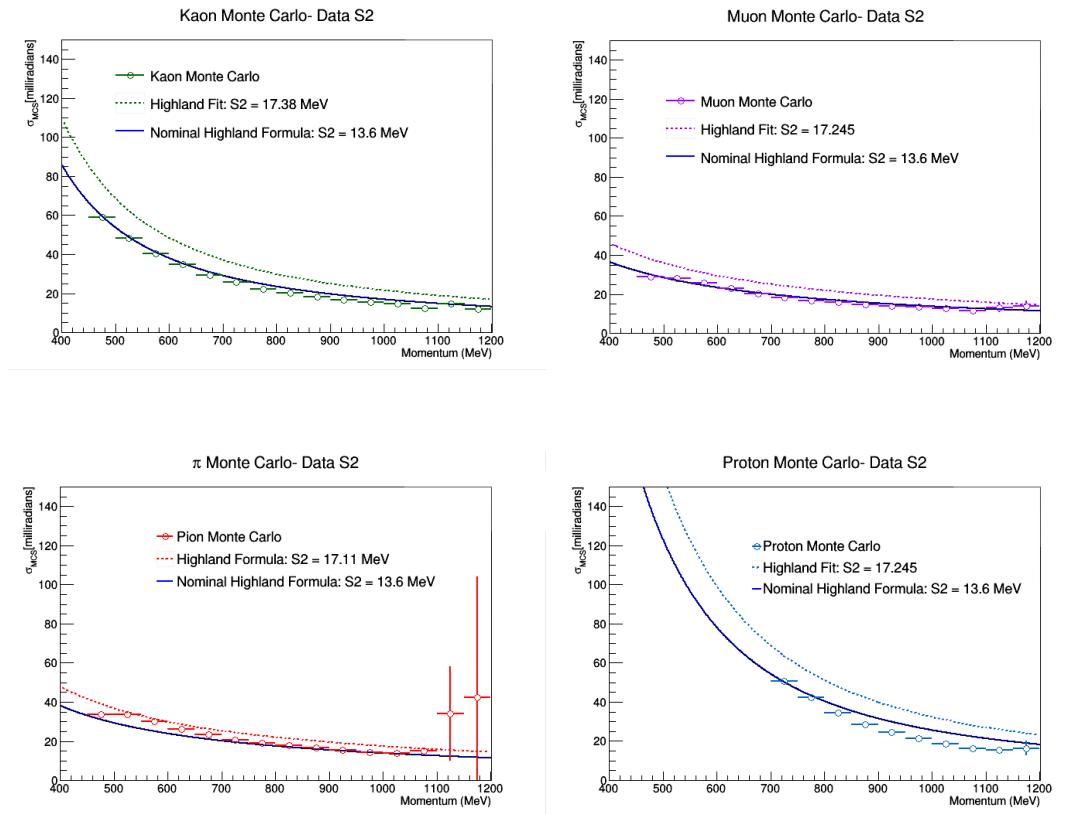 Kaon Monte Carlo- Data S2
σMCS[milliradians]
140
120
100
80
60
40
20
0
Kaon Monte Carlo
Highland Fit: S2 = 17.38 MeV
Nominal Highland Formula: S2 = 13.6 MeV
400 500 600 700 800 900 1000 1100 1200
Momentum (MeV)
Muon Monte Carlo- Data S2
σMCS[milliradians]
140
120
100
80
60
40
20
0
Muon Monte Carlo
Highland Fit: S2 = 17.245
Nominal Highland Formula: S2 = 13.6 MeV
400 500 600 700 800 900 1000 1100 1200
Momentum (MeV)
π Monte Carlo- Data S2
σMCS[milliradians]
140
120
100
80
60
40
20
0
Pion Monte Carlo
Highland Formula: S2 = 17.11 MeV
Nominal Highland Formula: S2 = 13.6 MeV
400 500 600 700 800 900 1000 1100 1200
Momentum (MeV)
Proton Monte Carlo- Data S2
σMCS[milliradians]
140
120
100
80
60
40
20
0
Proton Monte Carlo
Highland Fit: S2 = 17.245
Nominal Highland Formula: S2 = 13.6 MeV
400 500 600 700 800 900 1000 1100 1200
Momentum (MeV)